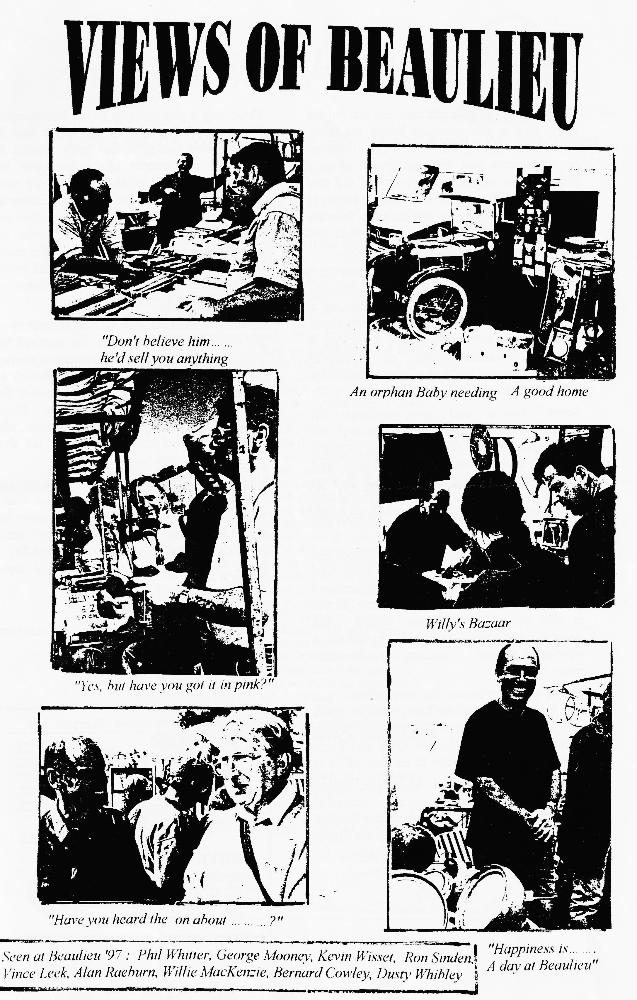 VIEWS OF BEAULIEU
"Don't believe him... ...
he'd sell you anything
An orphan Baby needing A good home
"Yes, but have you got it in pink?"
Willy's Bazaar
"Have you heard the on about ... ... ... ?"
"Happiness is... ... .
A day at Beaulieu"
Seen at Beaulieu '97 : Phil Whitter, George Mooney, Kevin Wisset, Ron Sinden,
Vince Leek, Alan Raeburn, Willie MacKenzie, Bernard Cowley, Dusty Whibley